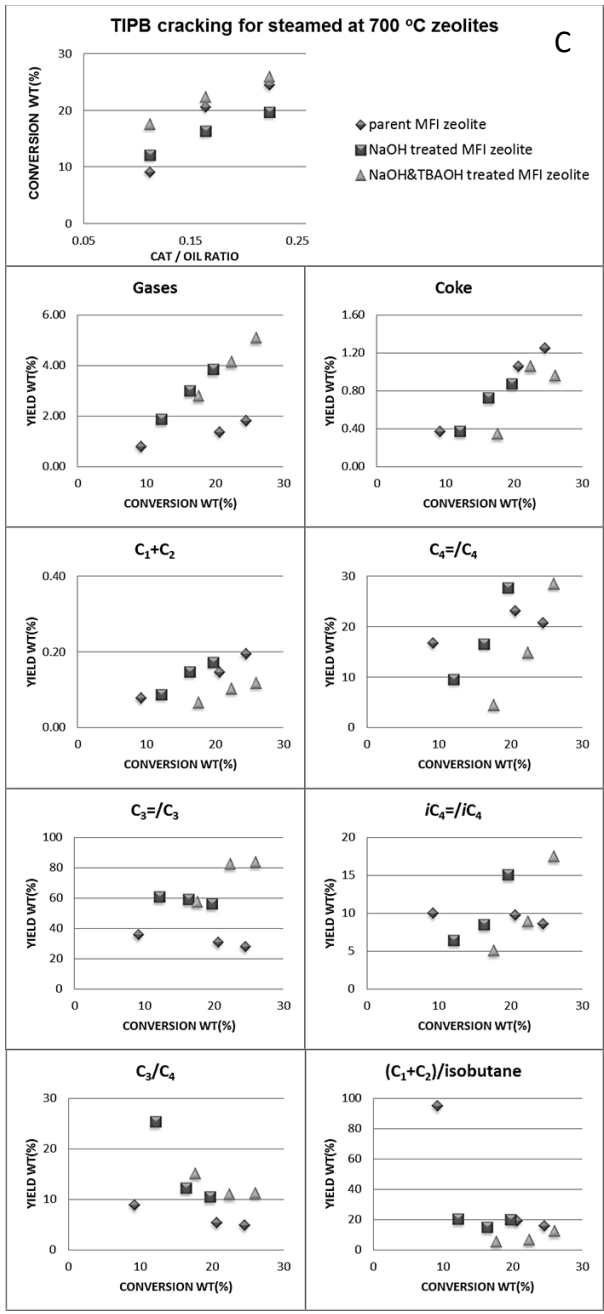 TIPB cracking for steamed at 700 ºC zeolites
C
30
20
10
0
CONVERSION WT(%)
0.05
0.15
0.25
CAT / OIL RATIO
parent MFI zeolite
NaOH treated MFI zeolite
NaOH&TBAOH treated MFI zeolite
Gases
6.00
4.00
2.00
0.00
YIELD WT(%)
0
10
20
30
CONVERSION WT(%)
Coke
1.60
1.20
0.80
0.40
0.00
YIELD WT(%)
0
10
20
30
CONVERSION WT(%)
C1+C2
0.40
0.20
0.00
YIELD WT(%)
0
10
20
30
CONVERSION WT(%)
C4=/C4
30
20
10
0
YIELD WT(%)
0
10
20
30
CONVERSION WT(%)
C3=/C3
100
80
60
40
20
0
YIELD WT(%)
0
10
20
30
CONVERSION WT(%)
iC4=/iC4
20
15
10
5
0
YIELD WT(%)
0
10
20
30
CONVERSION WT(%)
C3/C4
30
20
10
0
YIELD WT(%)
0
10
20
30
CONVERSION WT(%)
(C1+C2)/isobutane
100
80
60
40
20
0
YIELD WT(%)
0
10
20
30
CONVERSION WT(%)